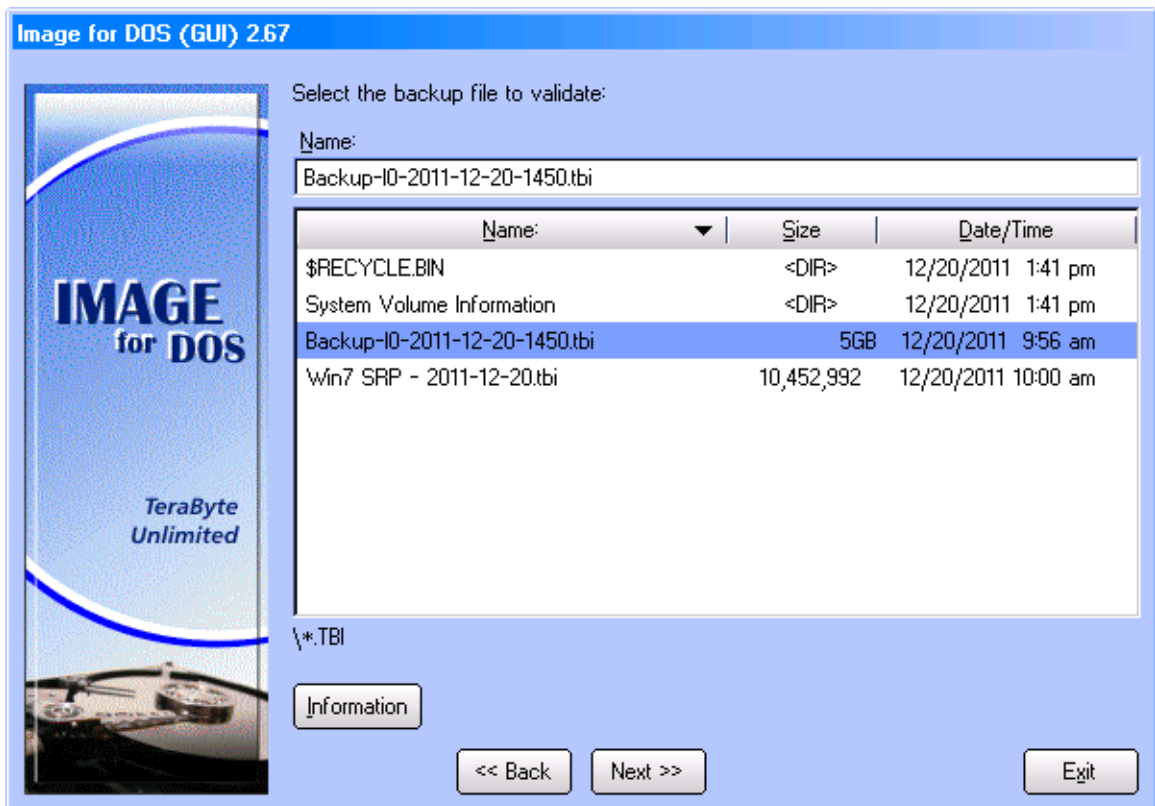 Image for DOS (GUI) 2.67
Select the backup file to validate:
Name:
Backup-I0-2011-12-20-1450.tbi
Name: Size Date/Time
$RECYCLE.BIN <DIR> 12/20/2011 1:41 pm
System Volume Information <DIR> 12/20/2011 1:41 pm
Backup-I0-2011-12-20-1450.tbi 5GB 12/20/2011 9:56 am
Win7 SRP - 2011-12-20.tbi 10,452,992 12/20/2011 10:00 am
IMAGE
for DOS
TeraByte
Unlimited
\*.TBI
Information
<< Back Next >> Exit